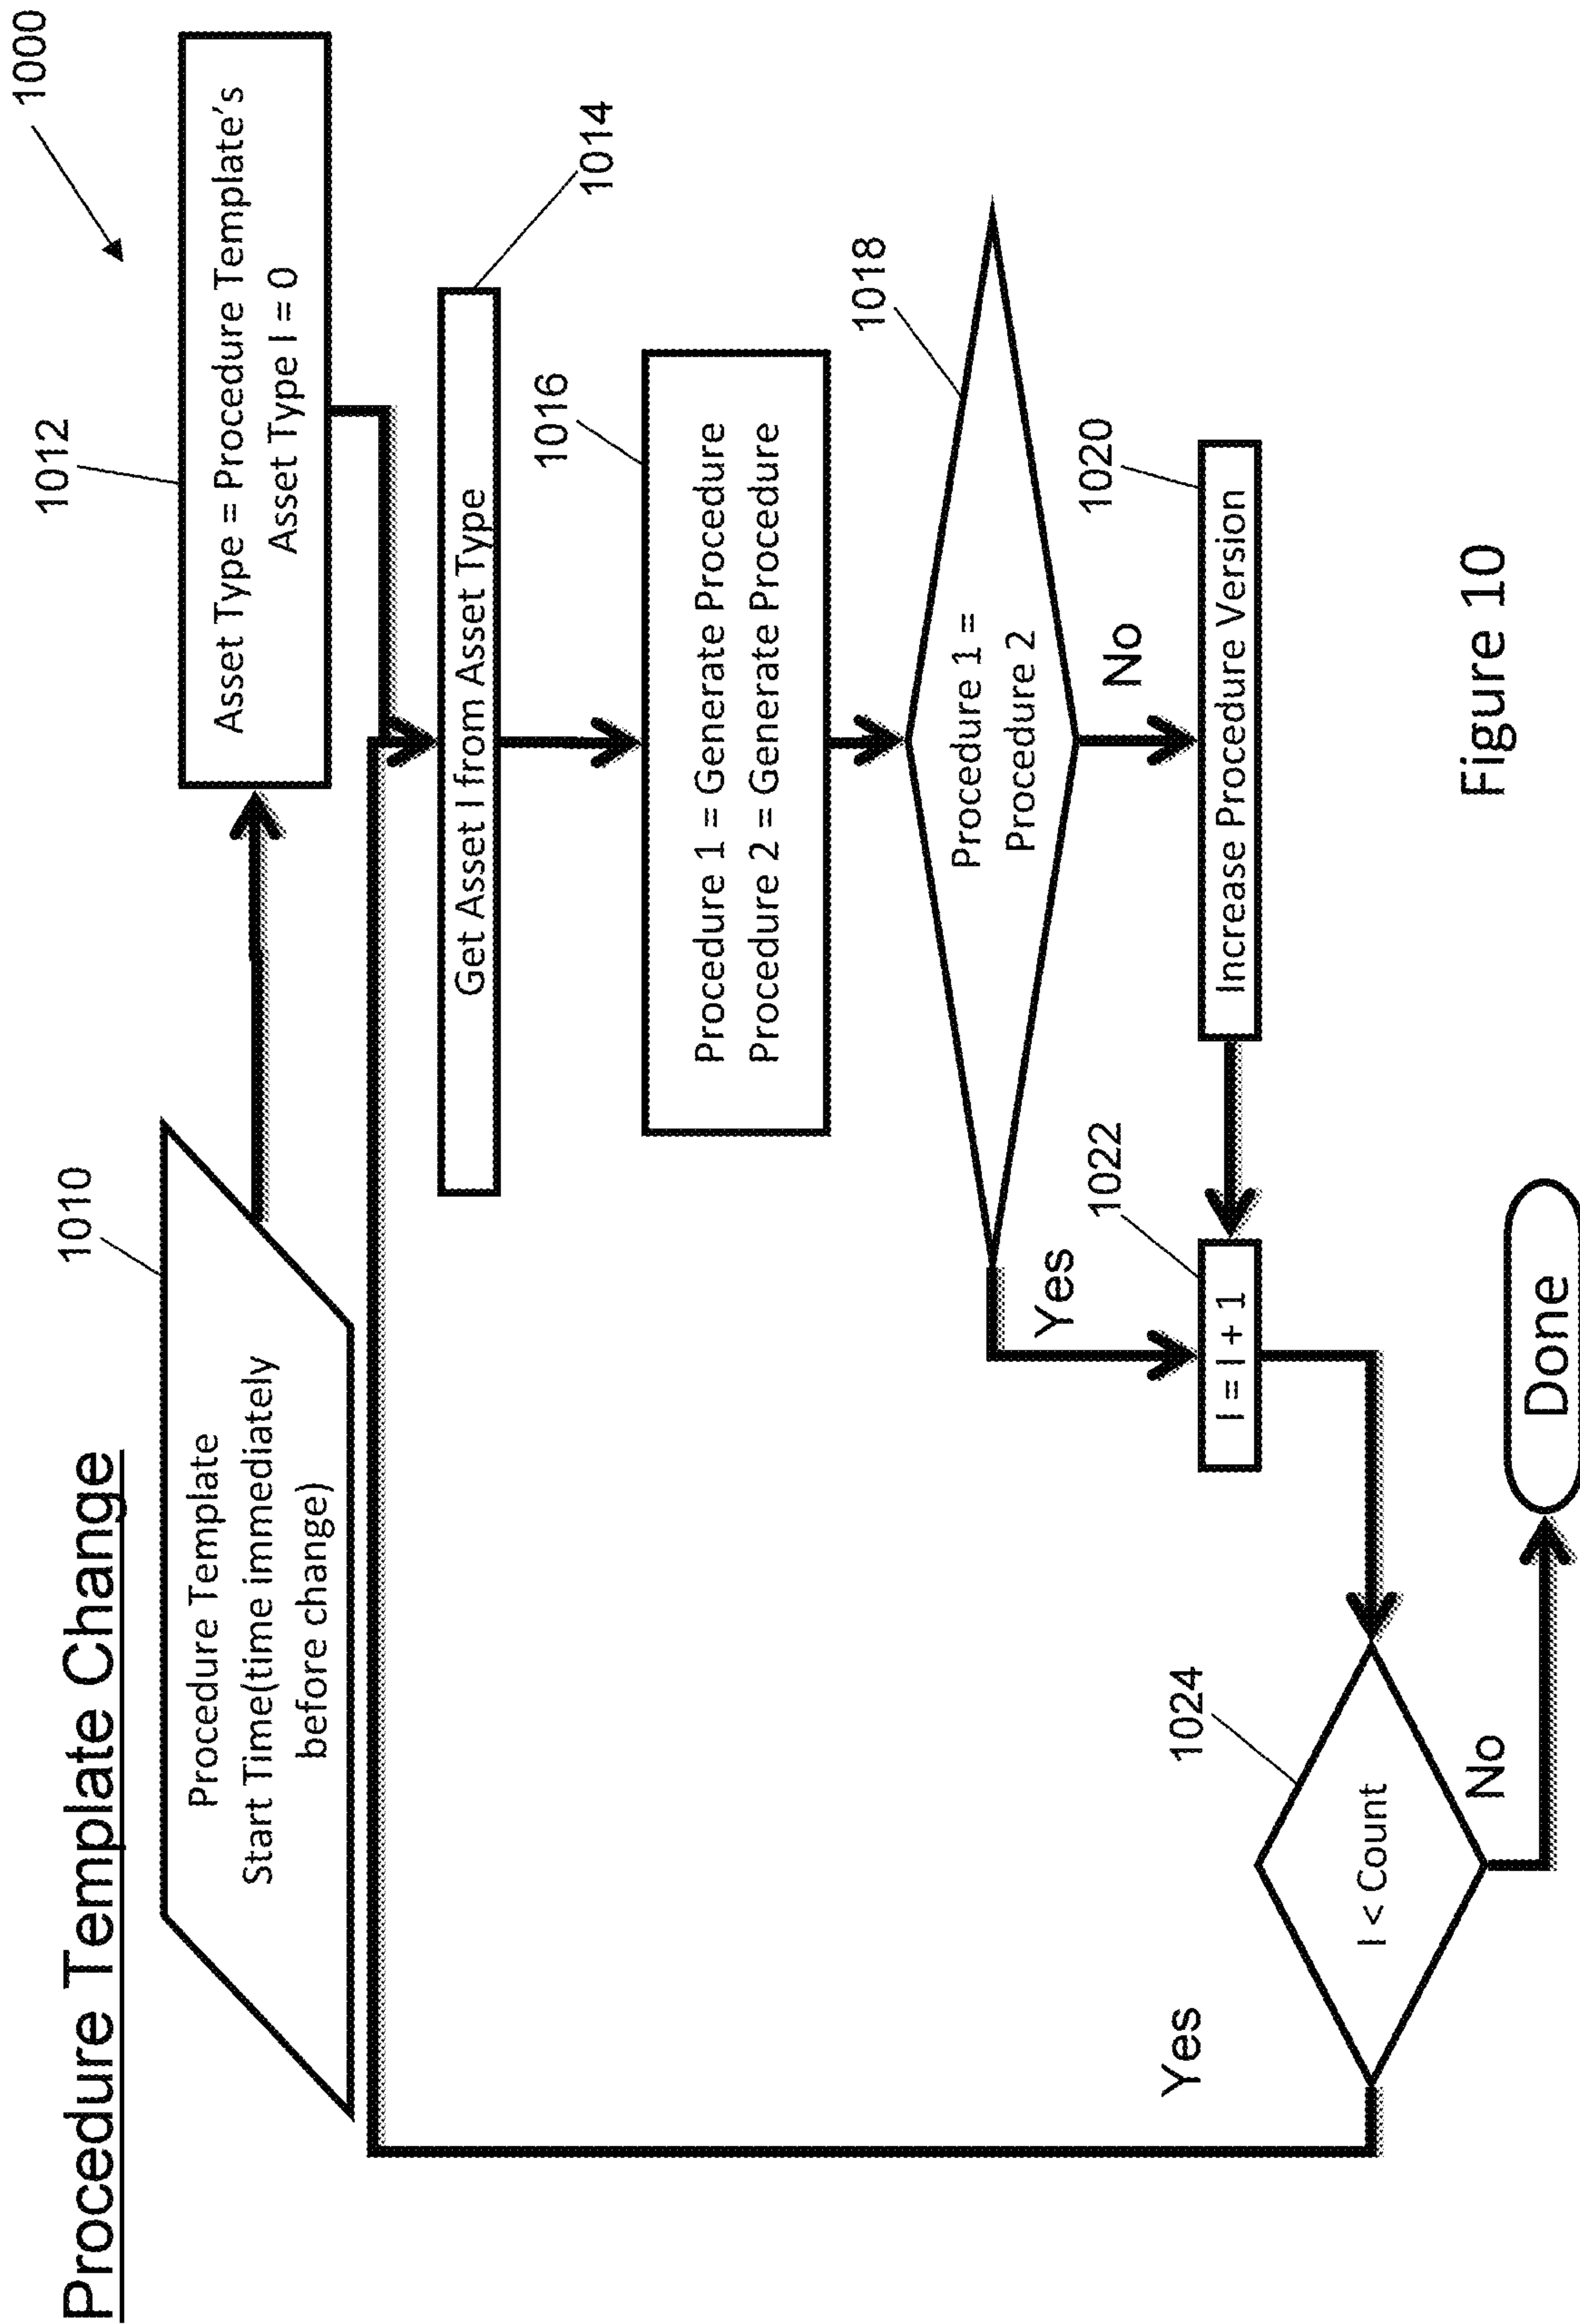 Procedure Template Change
1000
1010
Procedure Template
Start Time(time immediately
before change)
1012
Asset Type = Procedure Template's
Asset Type I = 0
1014
Get Asset I from Asset Type
1016
Procedure 1 = Generate Procedure
Procedure 2 = Generate Procedure
1018
Procedure 1 =
Procedure 2
Yes
No
1020
Increase Procedure Version
1022
I = I + 1
1024
I < Count
Yes
No
Done
Figure 10